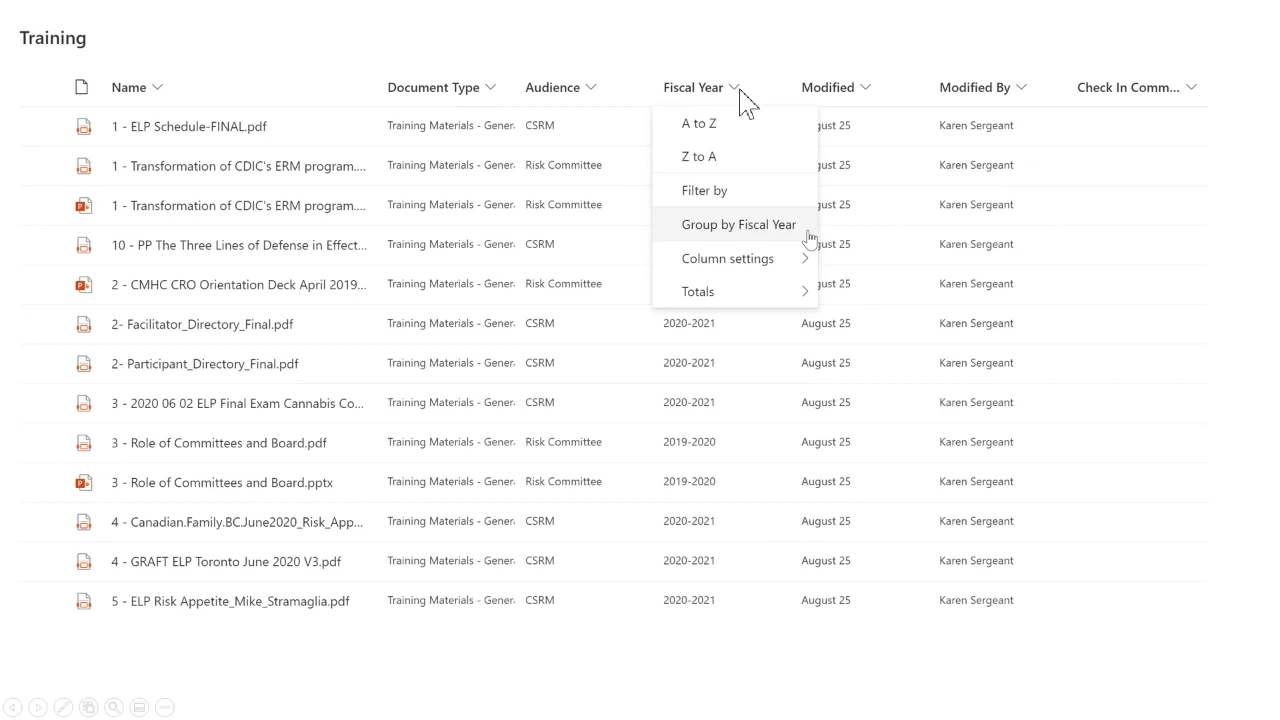 Training
Name Document Type Audience Fiscal Year Modified Modified By Check In Comm...
1 - ELP Schedule-FINAL.pdf Training Materials - Gener CSRM gust 25 Karen Sergeant
A to Z
1 - Transformation of CDIC's ERM program.... Training Materials - Gener Risk Committee gust 25 Karen Sergeant
Z to A
1 - Transformation of CDIC's ERM program.... Training Materials - Gener Risk Committee gust 25 Karen Sergeant
Filter by
10 - PP The Three Lines of Defense in Effect... Training Materials - Gener CSRM gust 25 Karen Sergeant
Group by Fiscal Year
2 - CMHC CRO Orientation Deck April 2019... Training Materials - Gener Risk Committee gust 25 Karen Sergeant
Column settings
Totals
2- Facilitator_Directory_Final.pdf Training Materials - Gener CSRM 2020-2021 August 25 Karen Sergeant
2- Participant_Directory_Final.pdf Training Materials - Gener CSRM 2020-2021 August 25 Karen Sergeant
3 - 2020 06 02 ELP Final Exam Cannabis Co... Training Materials - Gener CSRM 2020-2021 August 25 Karen Sergeant
3 - Role of Committees and Board.pdf Training Materials - Gener Risk Committee 2019-2020 August 25 Karen Sergeant
3 - Role of Committees and Board.pptx Training Materials - Gener Risk Committee 2019-2020 August 25 Karen Sergeant
4 - Canadian.Family.BC.June2020_Risk_App... Training Materials - Gener CSRM 2020-2021 August 25 Karen Sergeant
4 - GRAFT ELP Toronto June 2020 V3.pdf Training Materials - Gener CSRM 2020-2021 August 25 Karen Sergeant
5 - ELP Risk Appetite_Mike_Stramaglia.pdf Training Materials - Gener CSRM 2020-2021 August 25 Karen Sergeant